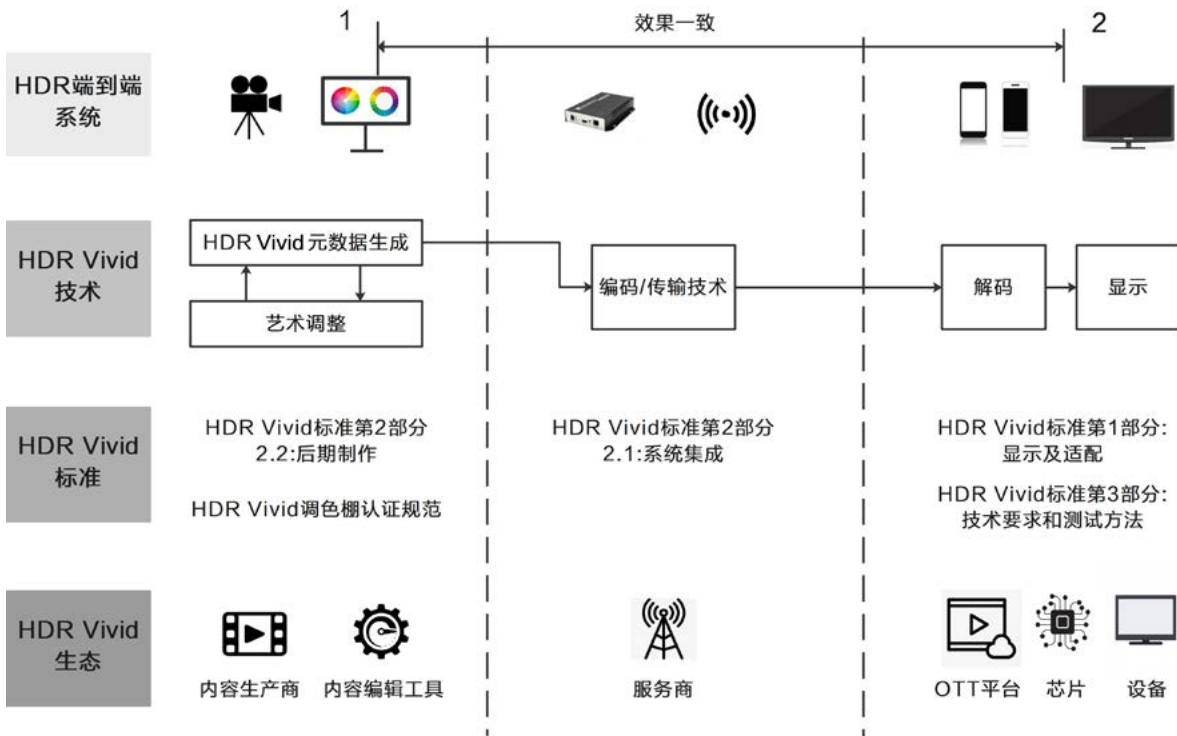 1
效果一致
2
HDR端到端
系统
HDR Vivid
技术
HDR Vivid 元数据生成
艺术调整
编码/传输技术
解码
显示
HDR Vivid
标准
HDR Vivid标准第2部分
2.2:后期制作
HDR Vivid调色棚认证规范
HDR Vivid标准第2部分
2.1:系统集成
HDR Vivid标准第1部分:
显示及适配
HDR Vivid标准第3部分:
技术要求和测试方法
HDR Vivid
生态
内容生产商
内容编辑工具
服务商
OTT平台
芯片
设备